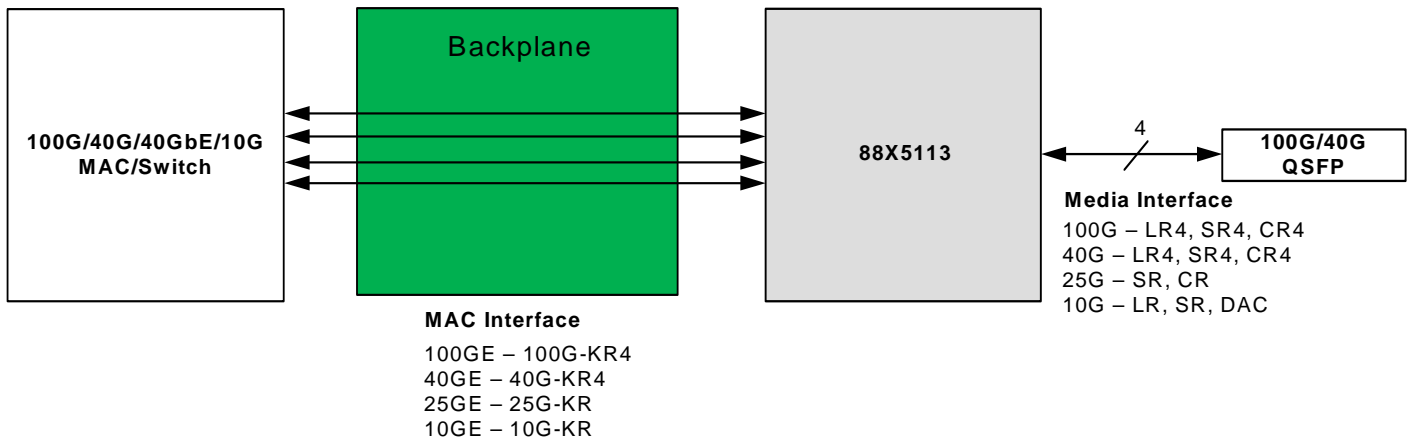 Backplane
100G/40G/40GbE/10G
MAC/Switch
88X5113
4
100G/40G
QSFP
Media Interface
100G – LR4, SR4, CR4
40G – LR4, SR4, CR4
25G – SR, CR
10G – LR, SR, DAC
MAC Interface
100GE – 100G-KR4
40GE – 40G-KR4
25GE – 25G-KR
10GE – 10G-KR